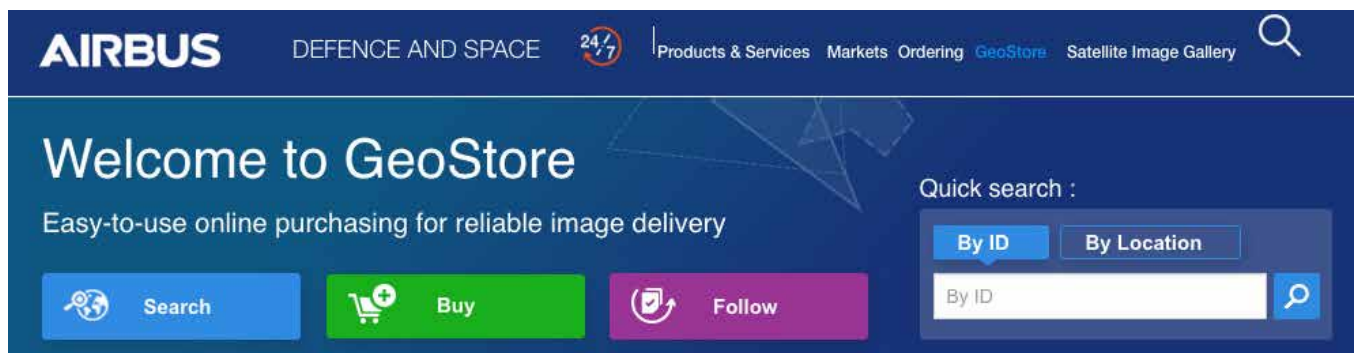 AIRBUS DEFENCE AND SPACE 24/7 Products & Services Markets Ordering GeoStore Satellite Image Gallery
Welcome to GeoStore
Easy-to-use online purchasing for reliable image delivery
Search Buy Follow
Quick search :
By ID By Location
By ID